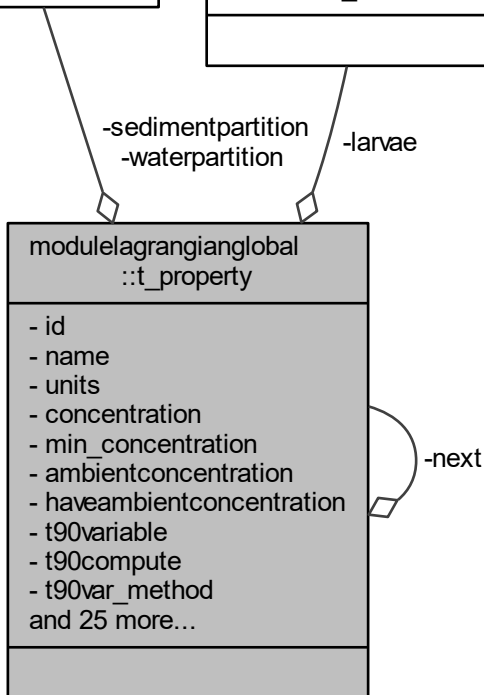 -sedimentpartition
-waterpartition
-larvae
modulelagrangianglobal
::t_property
- id
- name
- units
- concentration
- min_concentration
- ambientconcentration
- haveambientconcentration
- t90variable
- t90compute
- t90var_method
and 25 more...
-next